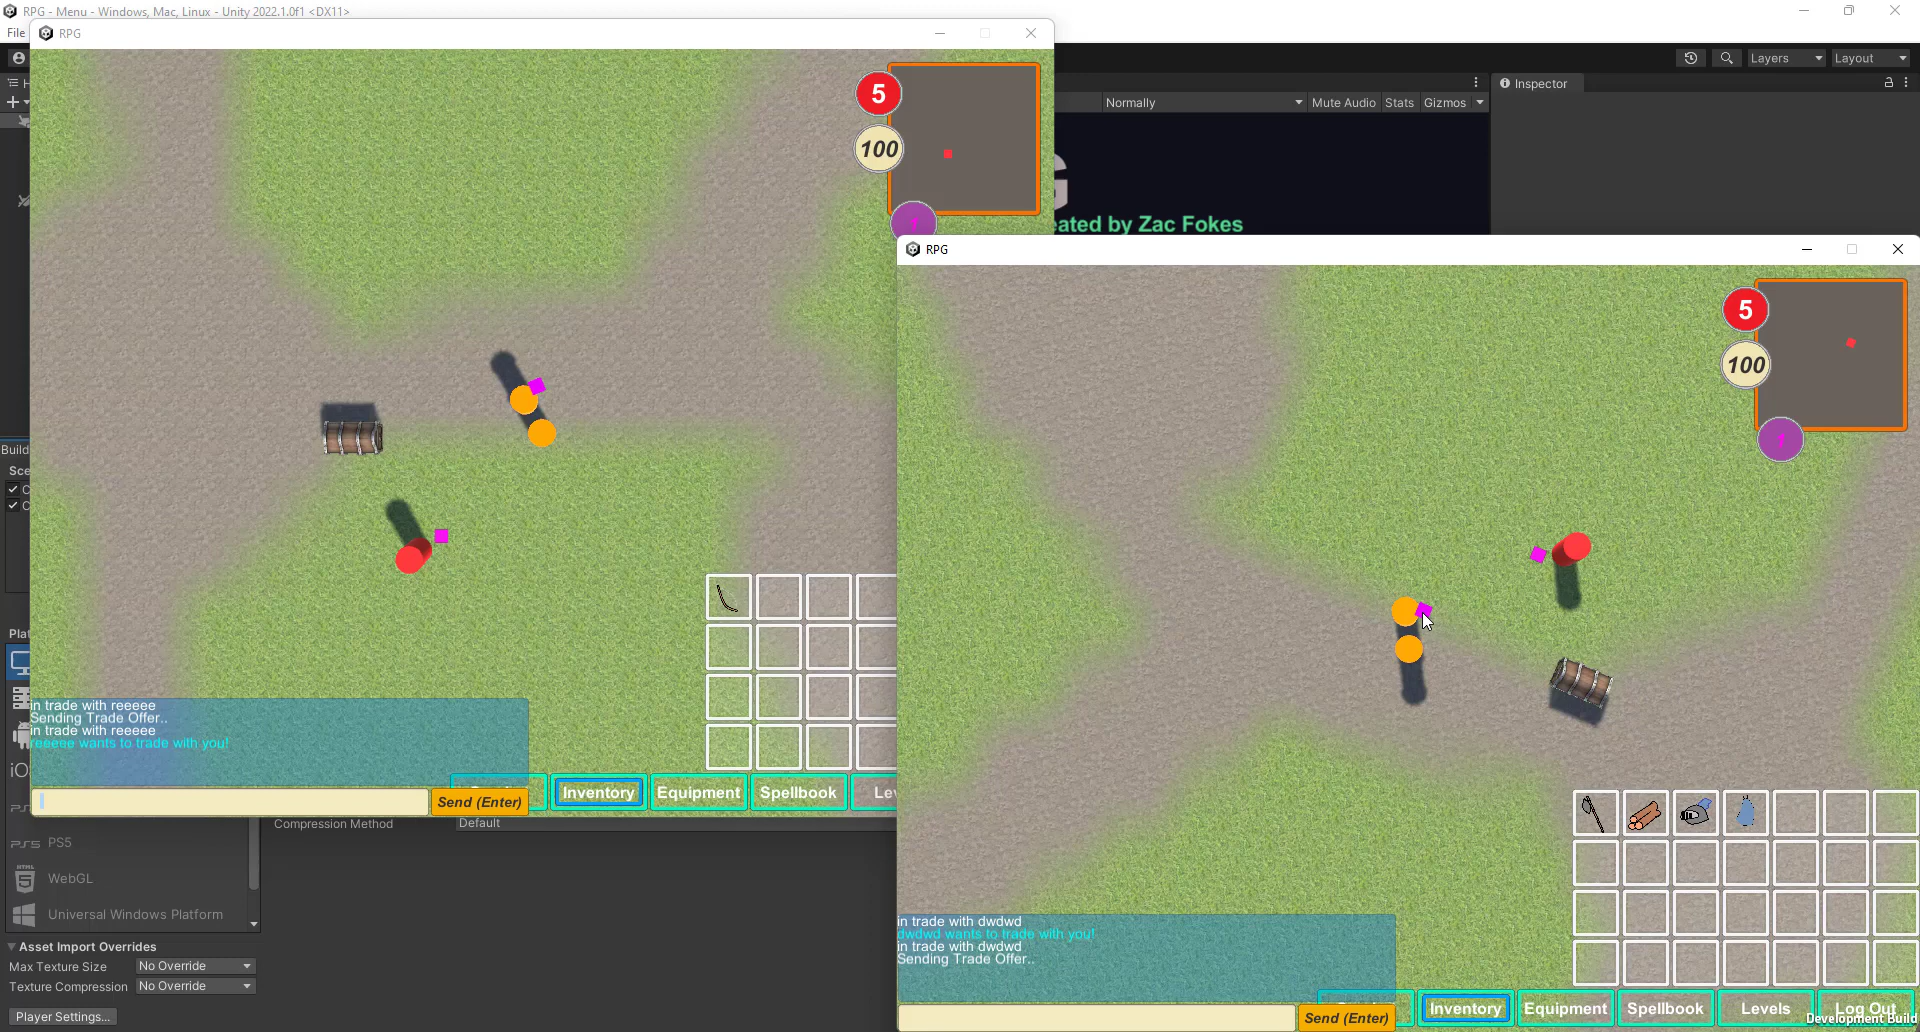 RPG - Menu - Windows, Mac, Linux - Unity 2022.1.0f1 <DX11>
File
RPG
Layers
Layout
Inspector
Normally
Mute Audio
Stats
Gizmos
5
100
eated by Zac Fokes
RPG
5
100
in trade with reeeee
Sending Trade Offer..
in trade with reeeee
reeeee wants to trade with you!
Send (Enter)
Inventory
Equipment
Spellbook
Compression Method
Default
PS5
WebGL
Universal Windows Platform
Asset Import Overrides
Max Texture Size
No Override
Texture Compression
No Override
Player Settings...
in trade with dwdwd
dwdwd wants to trade with you!
in trade with dwdwd
Sending Trade Offer..
Send (Enter)
Inventory
Equipment
Spellbook
Levels
Log Out
Development Build